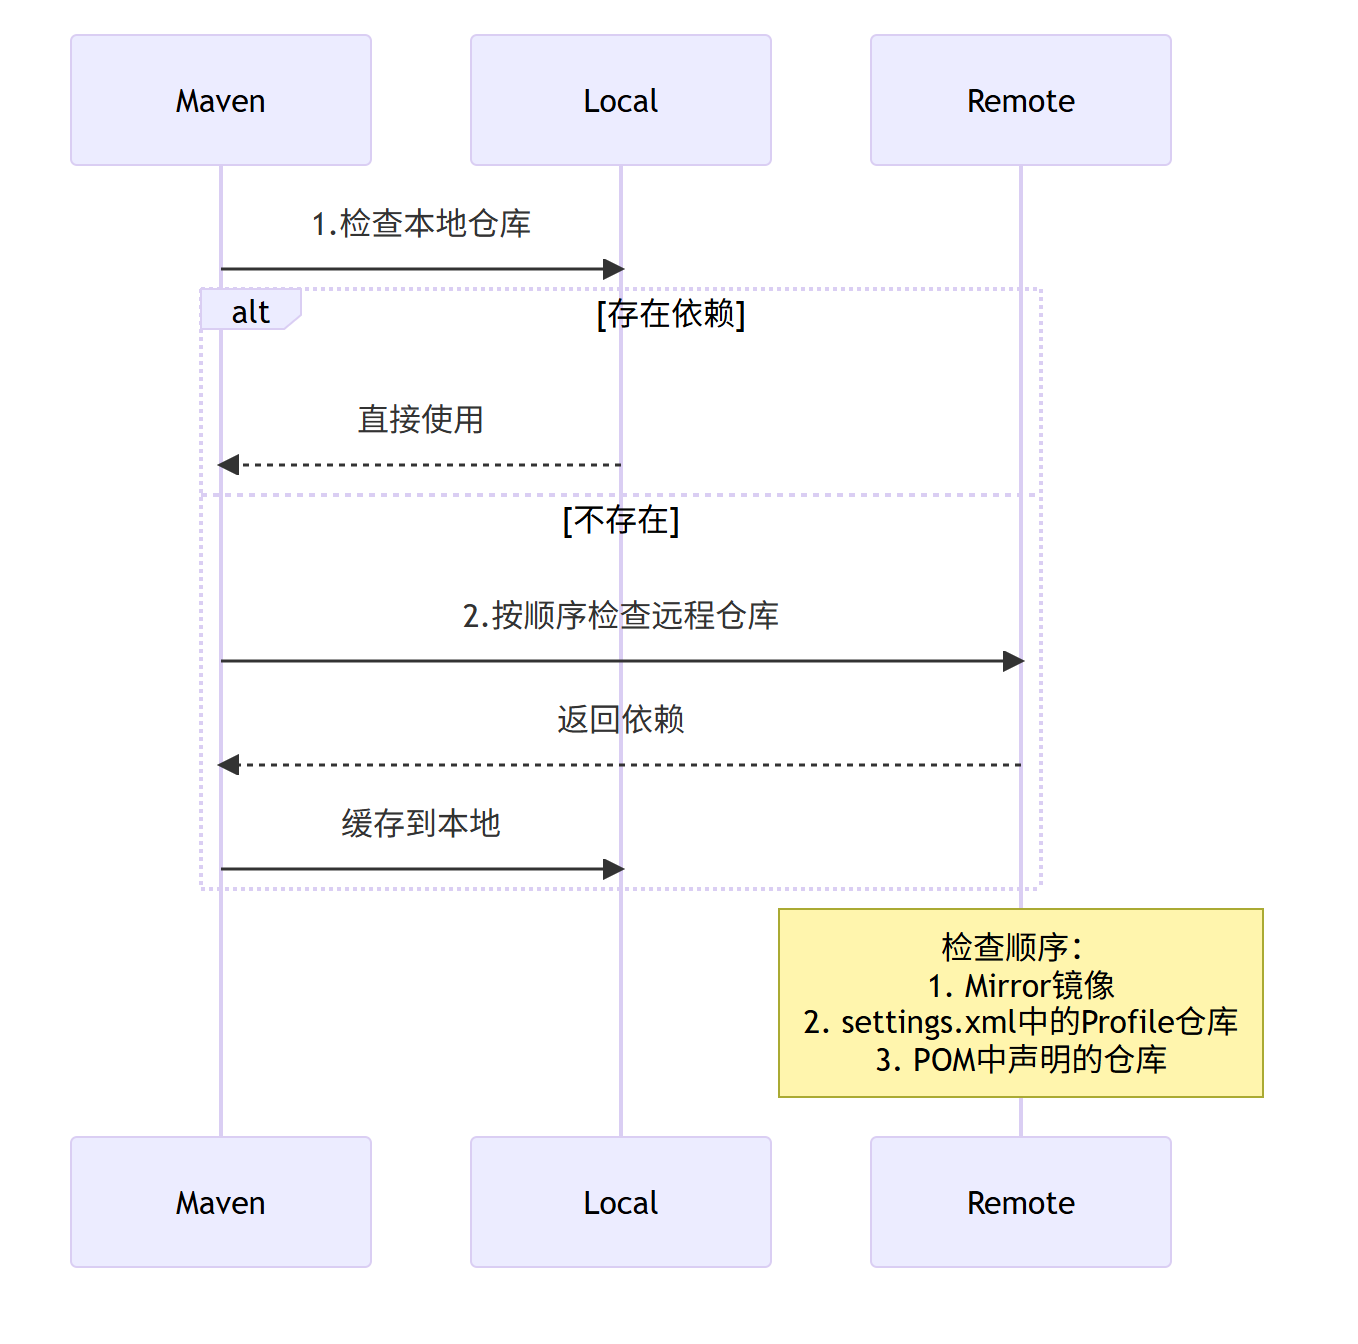 Maven
Local
Remote
1.检查本地仓库
alt
[存在依赖]
直接使用
[不存在]
2.按顺序检查远程仓库
返回依赖
缓存到本地
检查顺序：
1. Mirror镜像
2. settings.xml中的Profile仓库
3. POM中声明的仓库
Maven
Local
Remote